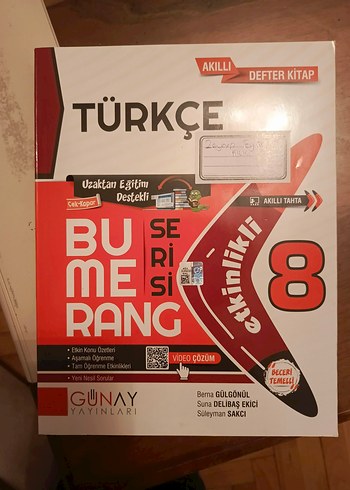 AKILLI
DEFTER KİTAP
TÜRKÇE
Uzaktan Eğitim
Destekli
Çek-Kopar
AKILLI TAHTA
BU
ME
RANG
SE
Rİ
Sİ
etkinlikli
8
• Etkin Konu Özetleri
• Aşamalı Öğrenme
• Tam Öğrenme Etkinlikleri
• Yeni Nesil Sorular
VİDEO ÇÖZÜM
BECERİ
TEMELLİ
GÜNAY
YAYINLARI
Berna GÜLGÖNÜL
Suna DELİBAŞ EKİCİ
Süleyman SAKCI